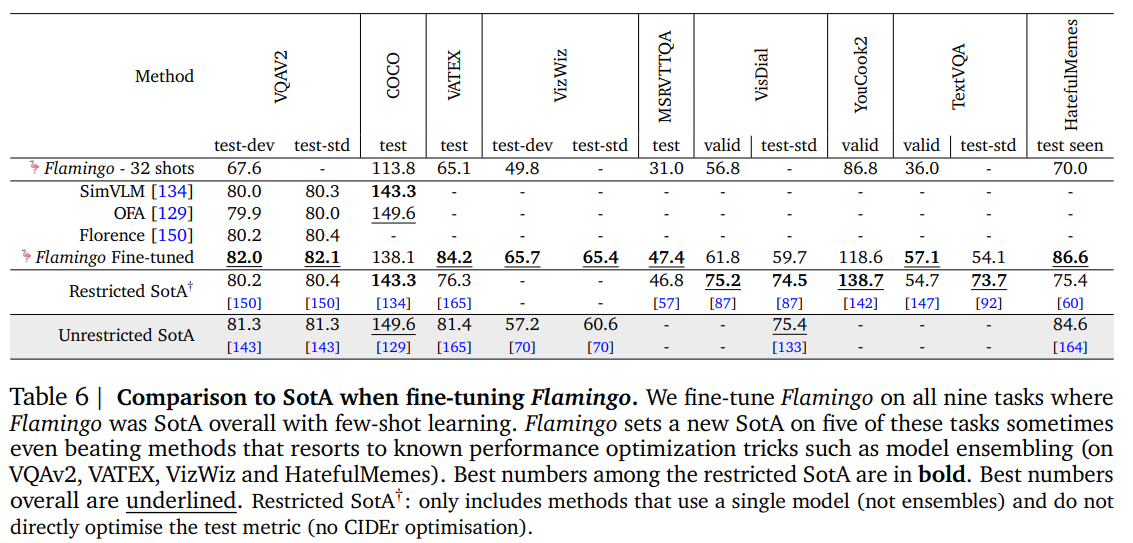 Method VQAV2 COCO VATEX VizWiz MSRVTTQA VisDial YouCook2 TextVQA HatefulMemes
test-dev test-std test test test-dev test-std test valid test-std valid valid test-std test seen
Flamingo - 32 shots 67.6 - 113.8 65.1 49.8 - 31.0 56.8 - 86.8 36.0 - 70.0
SimVLM [134] 80.0 80.3 143.3 - - - - - - - - - -
OFA [129] 79.9 80.0 149.6 - - - - - - - - - -
Florence [150] 80.2 80.4 - - - - - - - - - - -
Flamingo Fine-tuned 82.0 82.1 138.1 84.2 65.7 65.4 47.4 61.8 59.7 118.6 57.1 54.1 86.6
Restricted SotA† 80.2 80.4 143.3 76.3 - - 46.8 75.2 74.5 138.7 54.7 73.7 75.4
[150] [150] [134] [165] - - [57] [87] [87] [142] [147] [92] [60]
Unrestricted SotA 81.3 81.3 149.6 81.4 57.2 60.6 - - 75.4 - - - 84.6
[143] [143] [129] [165] [70] [70] - - [133] - - - [164]
Table 6 | Comparison to SotA when fine-tuning Flamingo. We fine-tune Flamingo on all nine tasks where
Flamingo was SotA overall with few-shot learning. Flamingo sets a new SotA on five of these tasks sometimes
even beating methods that resorts to known performance optimization tricks such as model ensembling (on
VQAv2, VATEX, VizWiz and HatefulMemes). Best numbers among the restricted SotA are in bold. Best numbers
overall are underlined. Restricted SotA†: only includes methods that use a single model (not ensembles) and do not
directly optimise the test metric (no CIDEr optimisation).